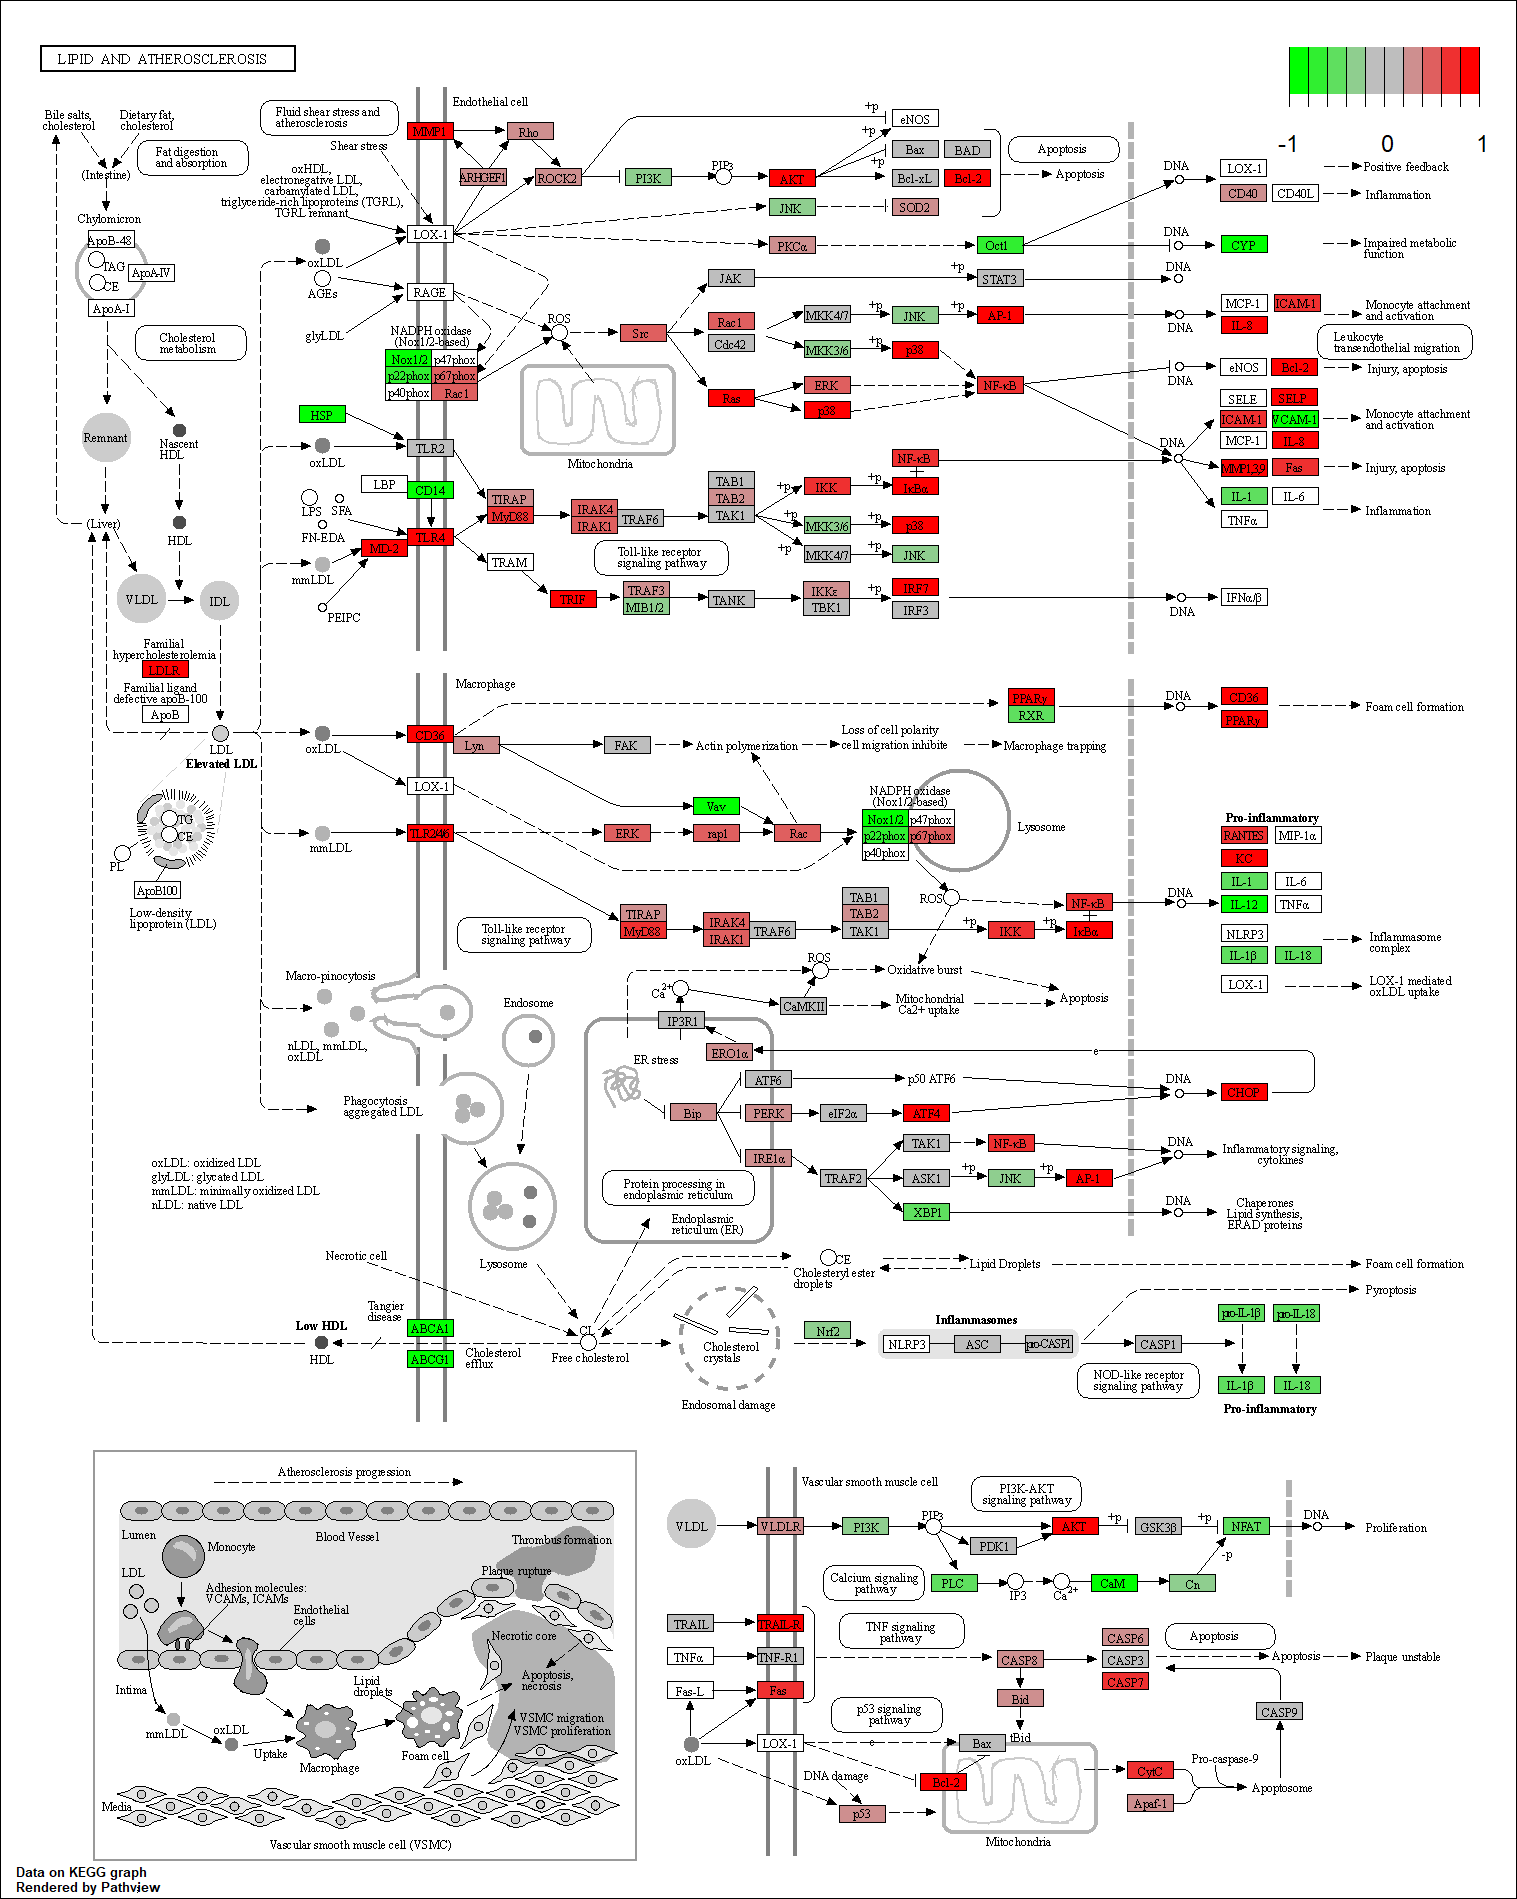 LIPID AND ATHEROSCLEROSIS
-1
0
1
Bile salts,
cholesterol
Dietary fat,
cholesterol
Fat digestion
and absorption
(Intestine)
Chylomicron
ApoB-48
TAG
CE
ApoA-IV
ApoA-I
Cholesterol
metabolism
Remnant
Nascent
HDL
(Liver)
HDL
VLDL
IDL
Familial
hypercholesterolemia
LDLR
Familial ligand
defective apoB-100
ApoB
LDL
Elevated LDL
TG
CE
PL
ApoB100
Low-density
lipoprotein (LDL)
Fluid shear stress and
atherosclerosis
Shear stress
oxHDL,
electronegative LDL,
carbamylated LDL,
triglyceride-rich lipoproteins (TGRL),
TGRL remnant
oxLDL
AGEs
glyLDL
Endothelial cell
MMP1
Rho
ARHGEF1
ROCK2
PI3K
PIP3
AKT
+p
+p
+p
eNOS
Bax
BAD
Bcl-xL
Bcl-2
Apoptosis
Apoptosis
JNK
SOD2
LOX-1
PKCα
Oct1
RAGE
NADPH oxidase
(Nox1/2-based)
Nox1/2
p47phox
p22phox
p67phox
p40phox
Rac1
ROS
Src
Mitochondria
JAK
+p
STAT3
Rac1
Cdc42
MKK4/7
+p
JNK
+p
AP-1
MKK3/6
+p
p38
Ras
ERK
p38
NF-κB
DNA
LOX-1
Positive feedback
CD40
CD40L
Inflammation
DNA
CYP
Impaired metabolic
function
DNA
DNA
MCP-1
ICAM-1
IL-8
Monocyte attachment
and activation
Leukocyte
transendothelial migration
DNA
eNOS
Bcl-2
Injury, apoptosis
SELE
SELP
ICAM-1
VCAM-1
MCP-1
IL-8
Monocyte attachment
and activation
DNA
MMP1,3,9
Fas
Injury, apoptosis
IL-1
IL-6
TNFα
Inflammation
HSP
oxLDL
TLR2
LBP
CD14
LPS
SFA
FN-EDA
TLR4
MD-2
mmLDL
PEIPC
TIRAP
MyD88
IRAK4
IRAK1
TRAF6
TAB1
TAB2
TAK1
+p
+p
+p
IKK
+p
NF-κB
IκBα
MKK3/6
+p
p38
MKK4/7
+p
JNK
Toll-like receptor
signaling pathway
TRAM
TRIF
TRAF3
MIB1/2
TANK
IKKε
TBK1
+p
IRF7
IRF3
DNA
IFNα/β
Macrophage
oxLDL
CD36
Lyn
FAK
Actin polymerization
Loss of cell polarity
cell migration inhibite
Macrophage trapping
PPARγ
RXR
DNA
CD36
PPARγ
Foam cell formation
LOX-1
Vav
mmLDL
TLR2/4/6
ERK
rap1
Rac
NADPH oxidase
(Nox1/2-based)
Nox1/2
p47phox
p22phox
p67phox
p40phox
Lysosome
ROS
Toll-like receptor
signaling pathway
TIRAP
MyD88
IRAK4
IRAK1
TRAF6
TAB1
TAB2
TAK1
+p
IKK
+p
NF-κB
IκBα
DNA
Pro-inflammatory
RANTES
MIP-1α
KC
IL-1
IL-6
IL-12
TNFα
NLRP3
IL-1β
IL-18
Inflammasome
complex
LOX-1
LOX-1 mediated
oxLDL uptake
Macro-pinocytosis
nLDL, mmLDL,
oxLDL
Endosome
Phagocytosis
aggregated LDL
oxLDL: oxidized LDL
glyLDL: glycated LDL
mmLDL: minimally oxidized LDL
nLDL: native LDL
Lysosome
ROS
Oxidative burst
Ca2+
CaMKII
Mitochondrial
Ca2+ uptake
Apoptosis
IP3R1
ER stress
ERO1α
e
Bip
ATF6
p50 ATF6
PERK
eIF2α
ATF4
DNA
CHOP
IRE1α
TRAF2
TAK1
NF-κB
ASK1
+p
JNK
+p
AP-1
XBP1
DNA
Inflammatory signaling,
cytokines
DNA
Chaperones
Lipid synthesis,
ERAD proteins
Protein processing in
endoplasmic reticulum
Endoplasmic
reticulum (ER)
Necrotic cell
Low HDL
HDL
Tangier
disease
ABCA1
ABCG1
Cholesterol
efflux
CL
Free cholesterol
CE
Cholesteryl ester
droplets
Lipid Droplets
Foam cell formation
Pyroptosis
Cholesterol
crystals
Endosomal damage
Nrf2
Inflammasomes
NLRP3
ASC
pro-CASP1
CASP1
NOD-like receptor
signaling pathway
pro-IL-1β
pro-IL-18
IL-1β
IL-18
Pro-inflammatory
Atherosclerosis progression
Lumen
Blood Vessel
Thrombus formation
Monocyte
Plaque rupture
LDL
Adhesion molecules:
VCAMs, ICAMs
Endothelial
cells
Necrotic core
Intima
Lipid
droplets
Apoptosis,
necrosis
mmLDL
oxLDL
Uptake
Macrophage
Foam cell
VSMC migration
VSMC proliferation
Media
Vascular smooth muscle cell (VSMC)
Vascular smooth muscle cell
PI3K-AKT
signaling pathway
VLDL
VLDLR
PI3K
PIP3
PDK1
AKT
+p
GSK3β
+p
NFAT
DNA
Proliferation
Calcium signaling
pathway
PLC
IP3
Ca2+
CaM
Cn
-p
TRAIL
TRAIL-R
TNFα
TNF-R1
Fas-L
Fas
TNF signaling
pathway
CASP8
CASP6
CASP3
CASP7
Apoptosis
Apoptosis
Plaque unstable
Bid
tBid
CASP9
oxLDL
LOX-1
p53 signaling
pathway
e
Bax
Bcl-2
DNA damage
p53
Mitochondria
CytC
Apaf-1
Pro-caspase-9
Apoptosome
Data on KEGG graph
Rendered by Pathview